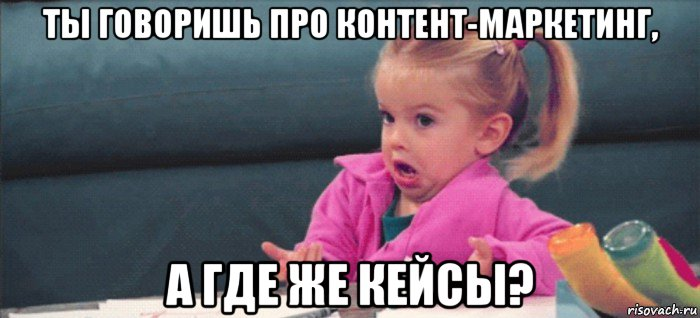 ТЫ ГОВОРИШЬ ПРО КОНТЕНТ-МАРКЕТИНГ,
А ГДЕ ЖЕ КЕЙСЫ?
risovach.ru